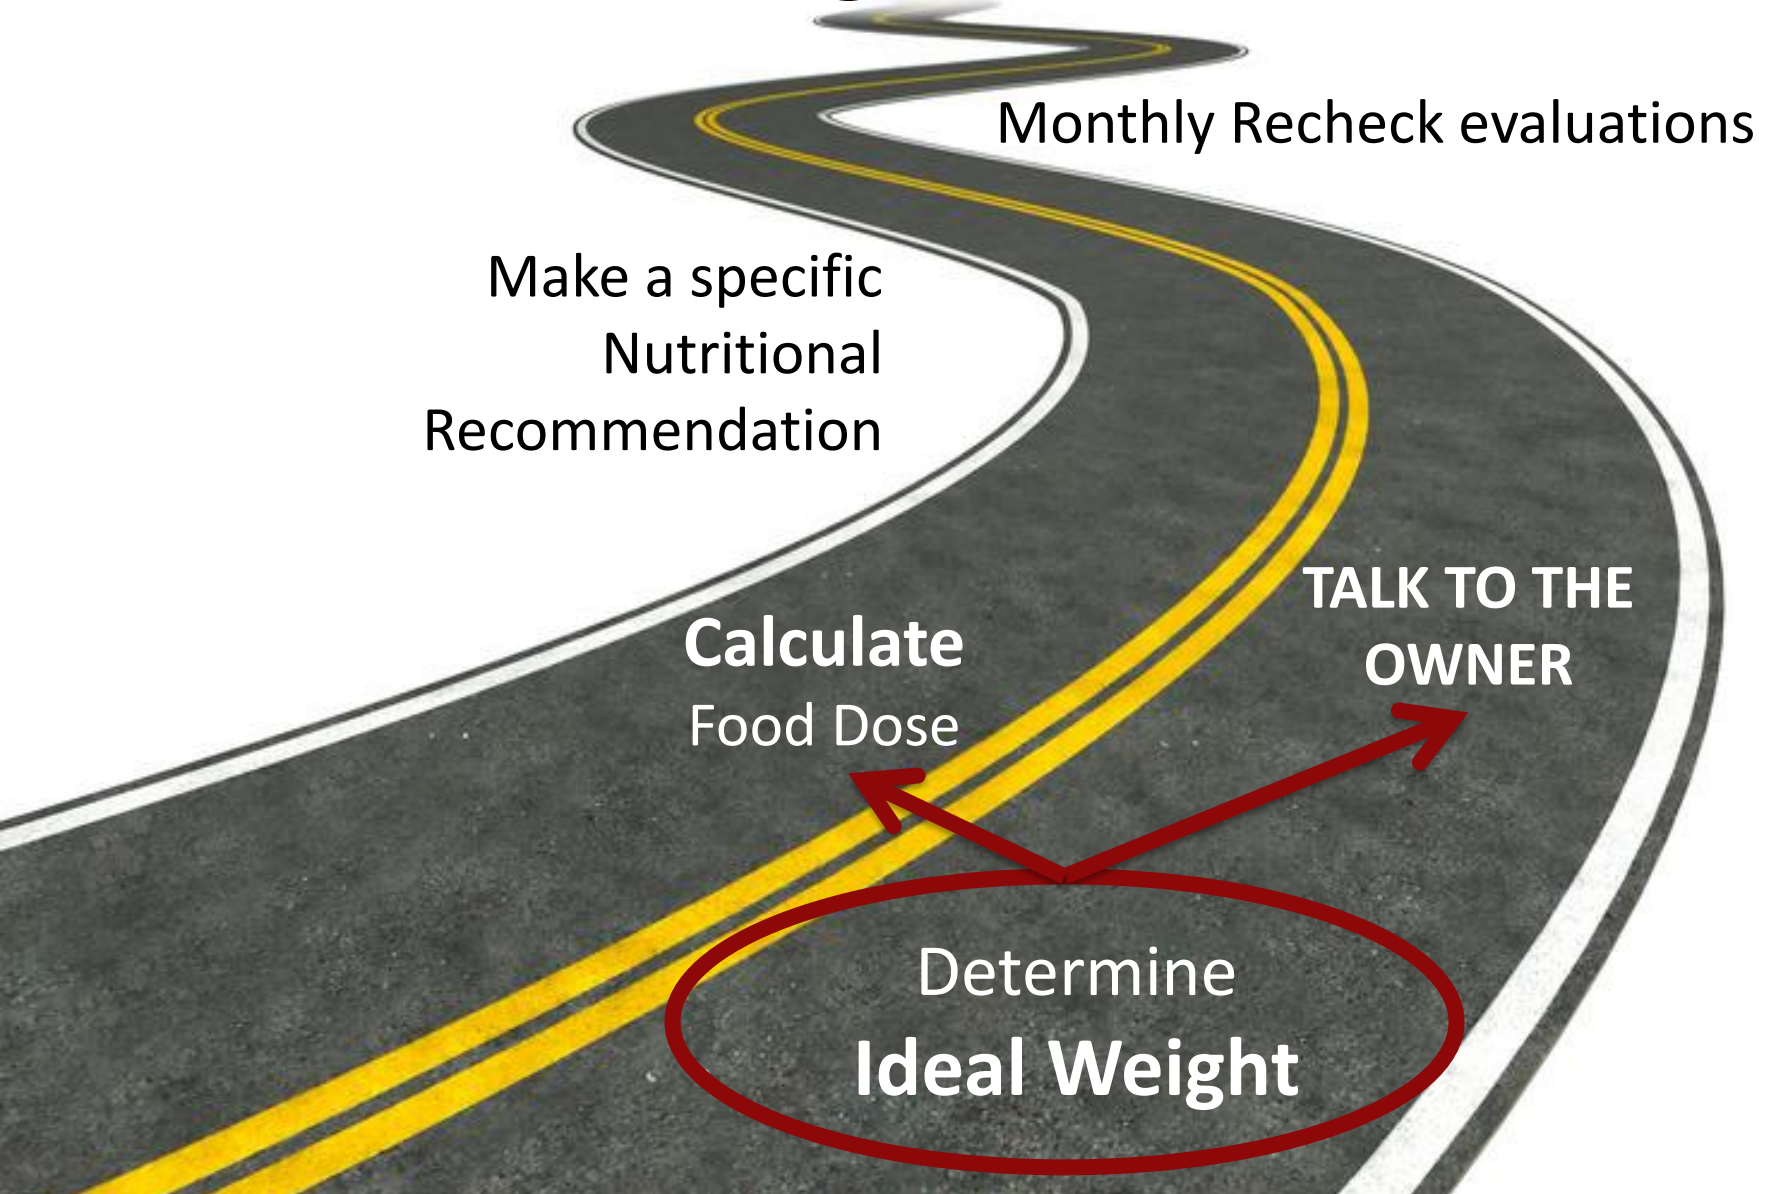 Monthly Recheck evaluations
Make a specific
Nutritional
Recommendation
TALK TO THE
OWNER
Calculate
Food Dose
Determine
Ideal Weight